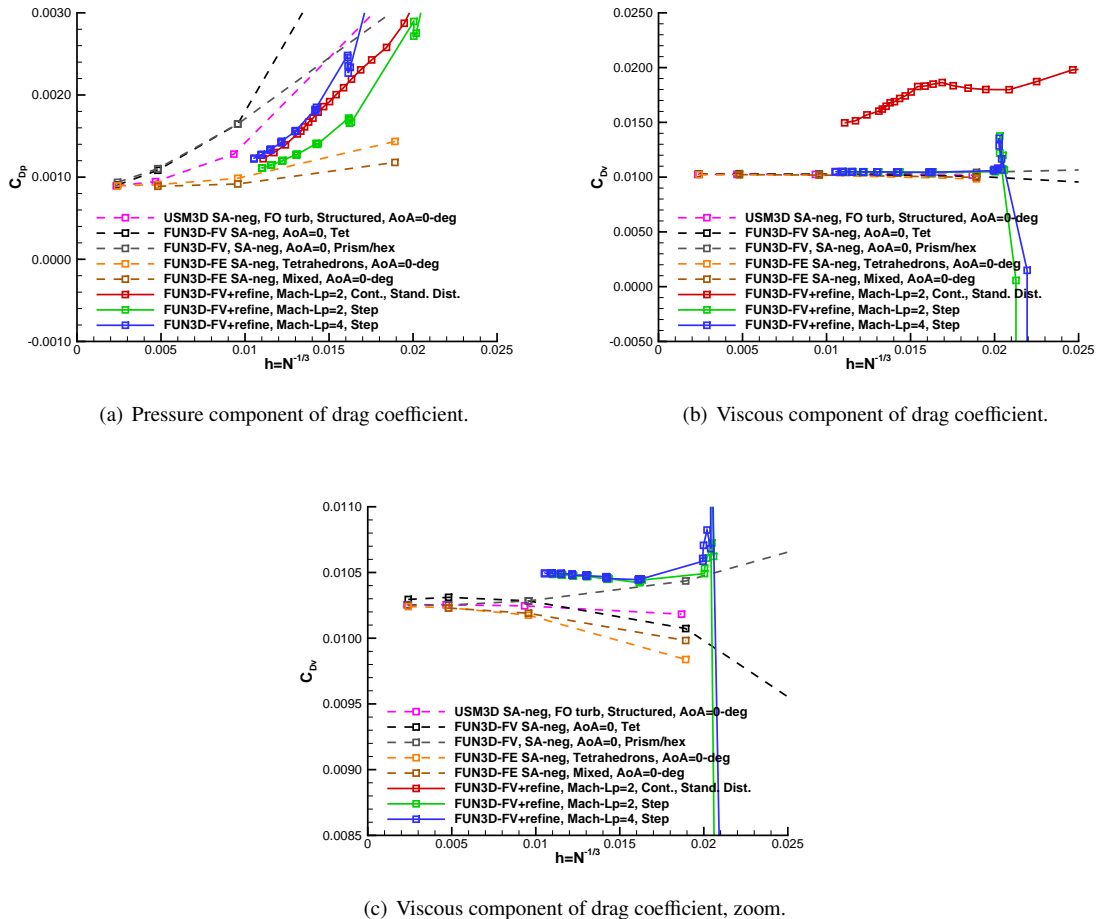 0.0030
0.0020
0.0010
0.0000
-0.0010
C_Dp
0
0.005
0.01
0.015
0.02
0.025
h=N^-1/3
USM3D SA-neg, FO turb, Structured, AoA=0-deg
FUN3D-FV SA-neg, AoA=0, Tet
FUN3D-FV, SA-neg, AoA=0, Prism/hex
FUN3D-FE SA-neg, Tetrahedrons, AoA=0-deg
FUN3D-FE SA-neg, Mixed, AoA=0-deg
FUN3D-FV+refine, Mach-Lp=2, Cont., Stand. Dist.
FUN3D-FV+refine, Mach-Lp=2, Step
FUN3D-FV+refine, Mach-Lp=4, Step
(a) Pressure component of drag coefficient.
0.0250
0.0200
0.0150
0.0100
0.0050
0.0000
-0.0050
C_Dv
0
0.005
0.01
0.015
0.02
0.025
h=N^-1/3
USM3D SA-neg, FO turb, Structured, AoA=0-deg
FUN3D-FV SA-neg, AoA=0, Tet
FUN3D-FV, SA-neg, AoA=0, Prism/hex
FUN3D-FE SA-neg, Tetrahedrons, AoA=0-deg
FUN3D-FE SA-neg, Mixed, AoA=0-deg
FUN3D-FV+refine, Mach-Lp=2, Cont., Stand. Dist.
FUN3D-FV+refine, Mach-Lp=2, Step
FUN3D-FV+refine, Mach-Lp=4, Step
(b) Viscous component of drag coefficient.
0.0110
0.0105
0.0100
0.0095
0.0090
0.0085
C_Dv
0
0.005
0.01
0.015
0.02
0.025
h=N^-1/3
USM3D SA-neg, FO turb, Structured, AoA=0-deg
FUN3D-FV SA-neg, AoA=0, Tet
FUN3D-FV, SA-neg, AoA=0, Prism/hex
FUN3D-FE SA-neg, Tetrahedrons, AoA=0-deg
FUN3D-FE SA-neg, Mixed, AoA=0-deg
FUN3D-FV+refine, Mach-Lp=2, Cont., Stand. Dist.
FUN3D-FV+refine, Mach-Lp=2, Step
FUN3D-FV+refine, Mach-Lp=4, Step
(c) Viscous component of drag coefficient, zoom.